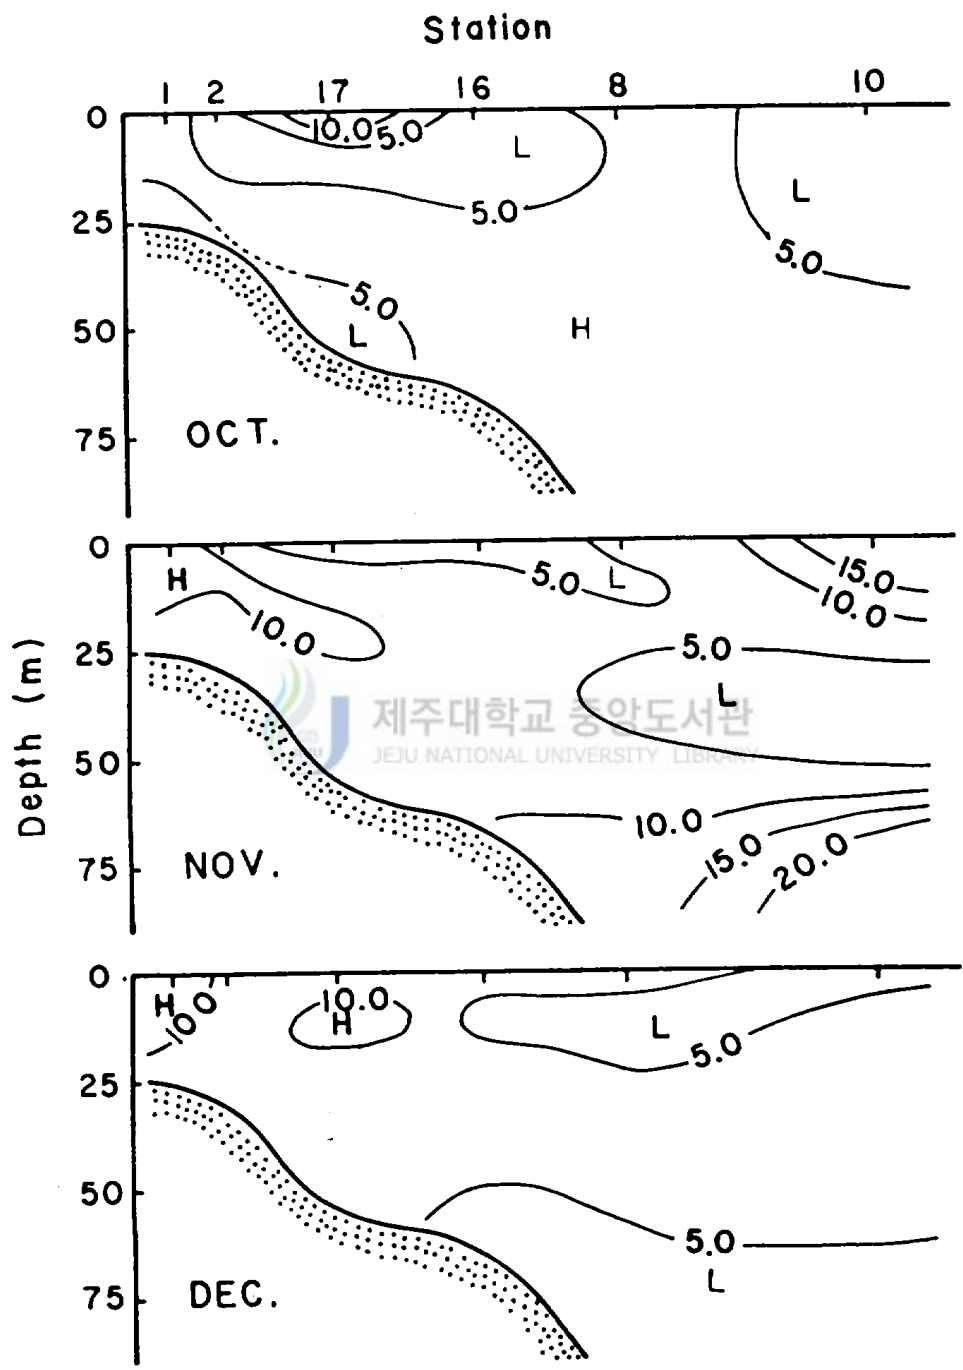 Station
1 2 17 16 8 10
0
10.0 5.0
L
L
5.0
25
5.0
5.0
50
L
H
75
OCT.
Depth (m)
0
H
5.0
L
15.0
10.0
10.0
25
5.0
L
제주대학교 중앙도서관
JEJU NATIONAL UNIVERSITY LIBRARY
50
10.0
15.0
20.0
75
NOV.
0
H
10.0
10.0
H
L
5.0
25
50
5.0
L
75
DEC.